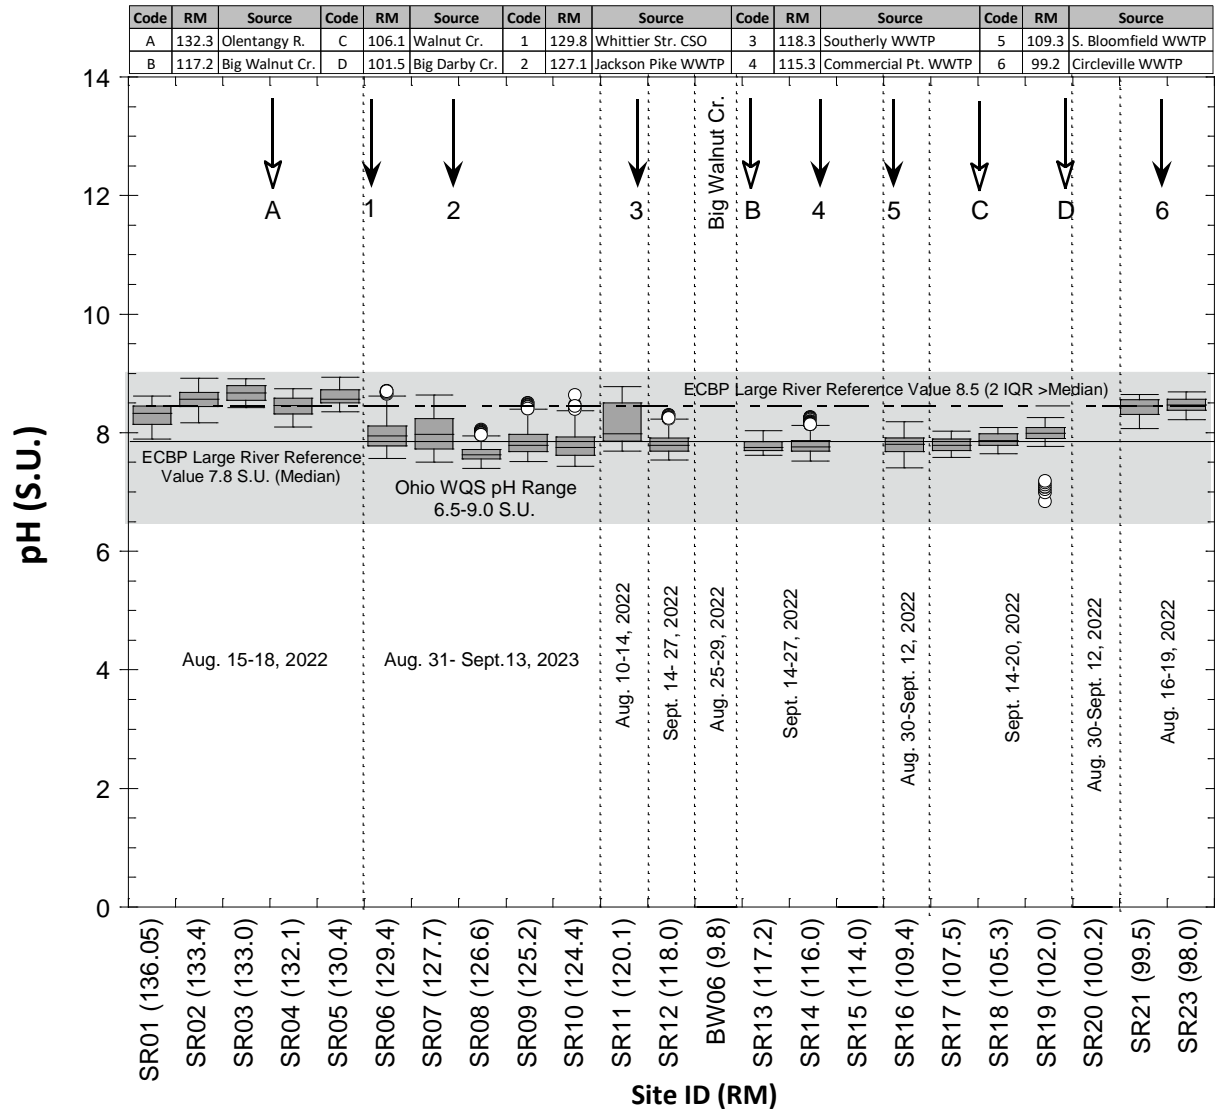 Code RM Source Code RM Source Code RM Source Code RM Source Code RM Source
A 132.3 Olentangy R. C 106.1 Walnut Cr. 1 129.8 Whittier Str. CSO 3 118.3 Southerly WWTP 5 109.3 S. Bloomfield WWTP
B 117.2 Big Walnut Cr. D 101.5 Big Darby Cr. 2 127.1 Jackson Pike WWTP 4 115.3 Commercial Pt. WWTP 6 99.2 Circleville WWTP
14
12
10
8
6
4
2
0
pH (S.U.)
A
1
2
3
Big Walnut Cr.
B
4
5
C
D
6
ECBP Large River Reference Value 8.5 (2 IQR >Median)
ECBP Large River Reference
Value 7.8 S.U. (Median)
Ohio WQS pH Range
6.5-9.0 S.U.
Aug. 15-18, 2022
Aug. 31- Sept.13, 2023
Aug. 10-14, 2022
Sept. 14- 27, 2022
Aug. 25-29, 2022
Sept. 14-27, 2022
Aug. 30-Sept. 12, 2022
Sept. 14-20, 2022
Aug. 30-Sept. 12, 2022
Aug. 16-19, 2022
SR01 (136.05)
SR02 (133.4)
SR03 (133.0)
SR04 (132.1)
SR05 (130.4)
SR06 (129.4)
SR07 (127.7)
SR08 (126.6)
SR09 (125.2)
SR10 (124.4)
SR11 (120.1)
SR12 (118.0)
BW06 (9.8)
SR13 (117.2)
SR14 (116.0)
SR15 (114.0)
SR16 (109.4)
SR17 (107.5)
SR18 (105.3)
SR19 (102.0)
SR20 (100.2)
SR21 (99.5)
SR23 (98.0)
Site ID (RM)